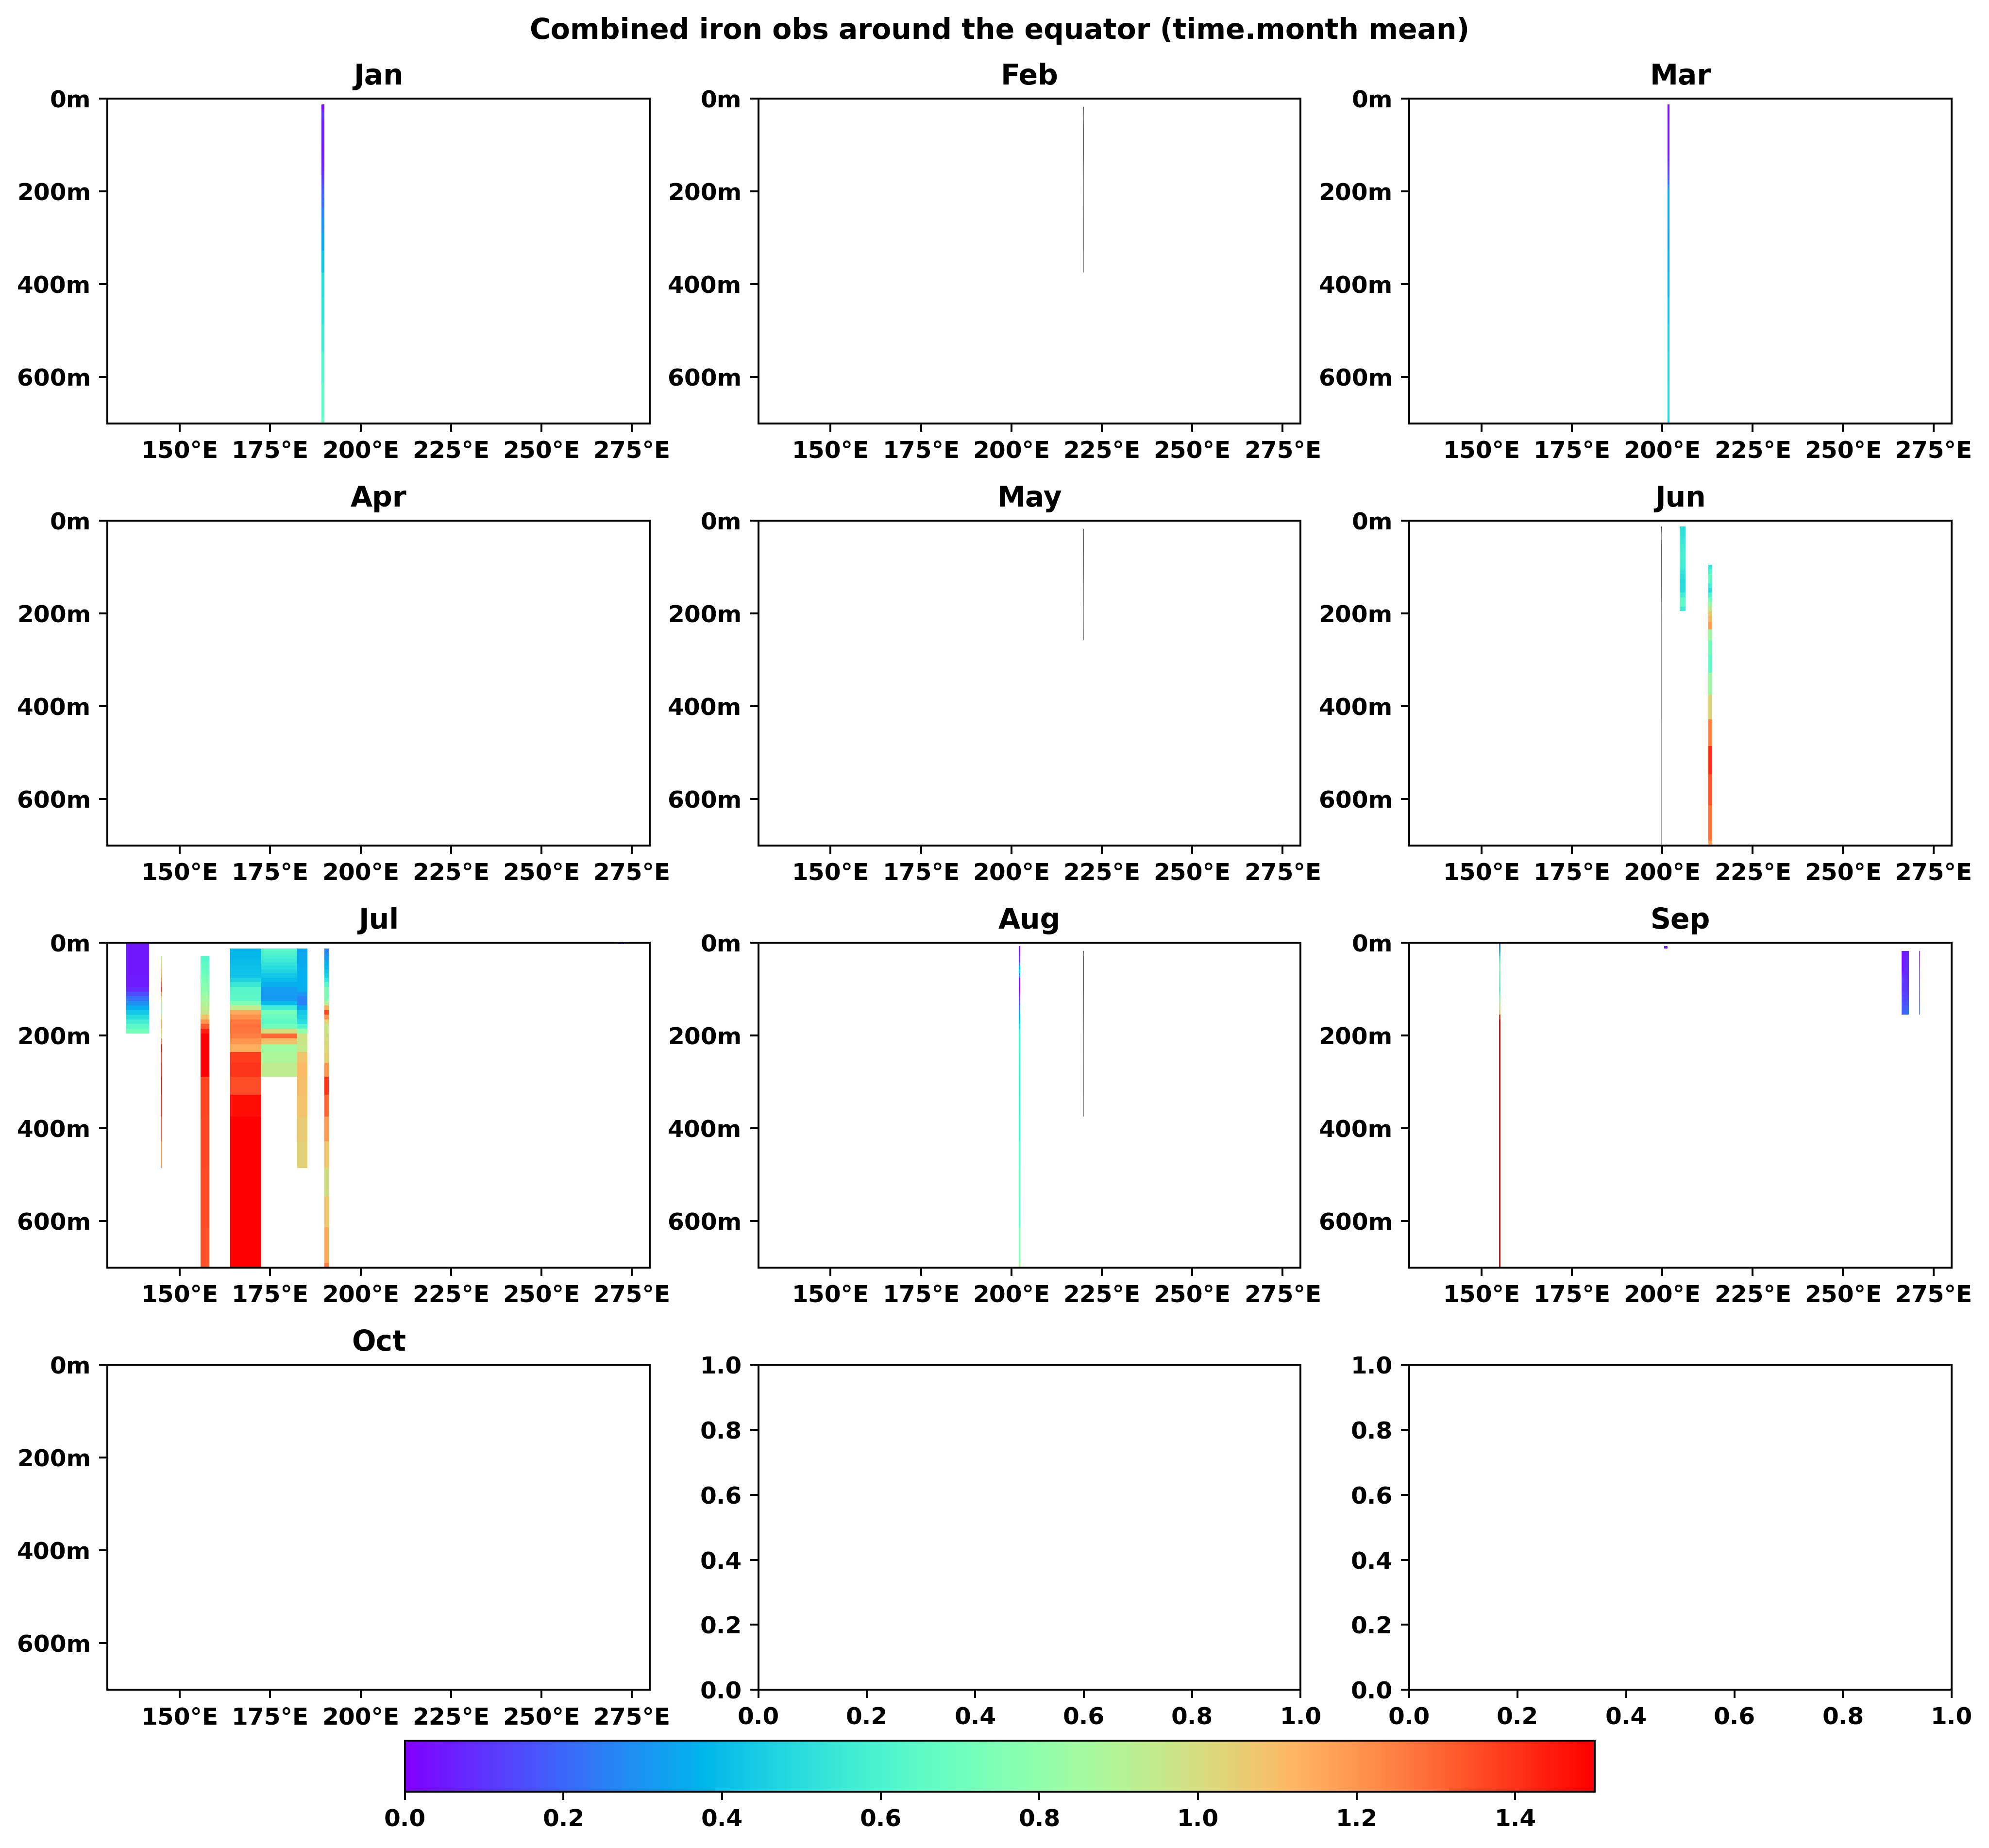 Combined iron obs around the equator (time.month mean)
Jan Feb Mar
0m 0m 0m
200m 200m 200m
400m 400m 400m
600m 600m 600m
150°E 175°E 200°E 225°E 250°E 275°E 150°E 175°E 200°E 225°E 250°E 275°E 150°E 175°E 200°E 225°E 250°E 275°E
Apr May Jun
0m 0m 0m
200m 200m 200m
400m 400m 400m
600m 600m 600m
150°E 175°E 200°E 225°E 250°E 275°E 150°E 175°E 200°E 225°E 250°E 275°E 150°E 175°E 200°E 225°E 250°E 275°E
Jul Aug Sep
0m 0m 0m
200m 200m 200m
400m 400m 400m
600m 600m 600m
150°E 175°E 200°E 225°E 250°E 275°E 150°E 175°E 200°E 225°E 250°E 275°E 150°E 175°E 200°E 225°E 250°E 275°E
Oct
0m 1.0 1.0
0.8 0.8
200m
0.6 0.6
400m
0.4 0.4
600m
0.2 0.2
0.0 0.0
150°E 175°E 200°E 225°E 250°E 275°E 0.0 0.2 0.4 0.6 0.8 1.0 0.0 0.2 0.4 0.6 0.8 1.0
0.0 0.2 0.4 0.6 0.8 1.0 1.2 1.4